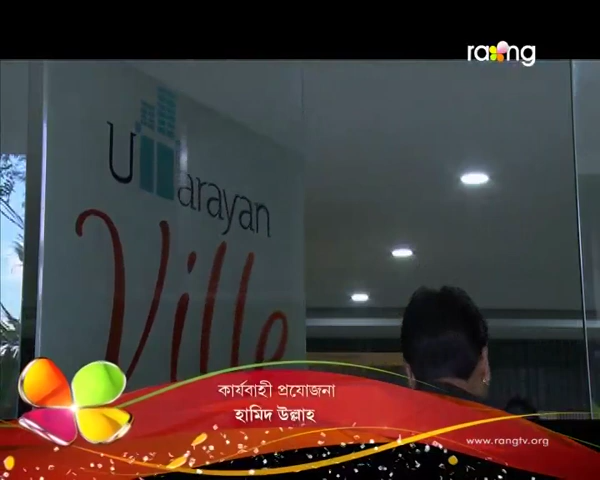 rang
Uttarayan
Ville
কার্যবাহী প্রযোজনা
হামিদ উল্লাহ
www.rangtv.org